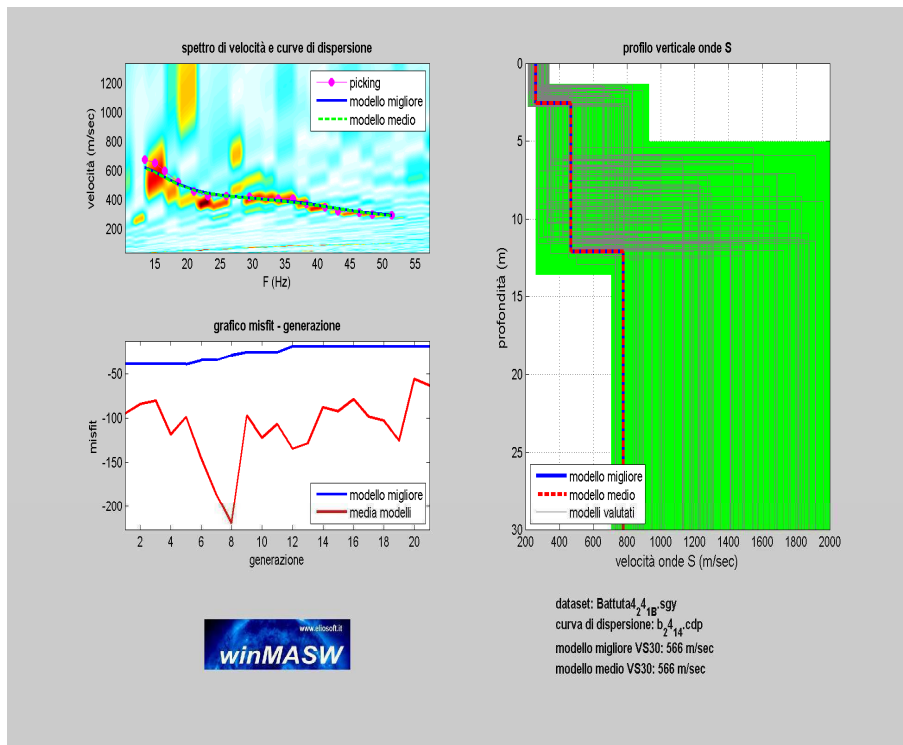 spettro di velocità e curve di dispersione
1200
1000
800
600
400
200
velocità (m/sec)
picking
modello migliore
modello medio
15 20 25 30 35 40 45 50 55
F (Hz)
grafico misfit - generazione
-50
-100
-150
-200
misfit
modello migliore
media modelli
2 4 6 8 10 12 14 16 18 20
generazione
www.eliosoft.it
winMASW
profilo verticale onde S
0
5
10
15
20
25
30
profondità (m)
modello migliore
modello medio
modelli valutati
200 400 600 800 1000 1200 1400 1600 1800 2000
velocità onde S (m/sec)
dataset: Battuta4_2 4_1B.sgy
curva di dispersione: b_2 4_14.cdp
modello migliore VS30: 566 m/sec
modello medio VS30: 566 m/sec